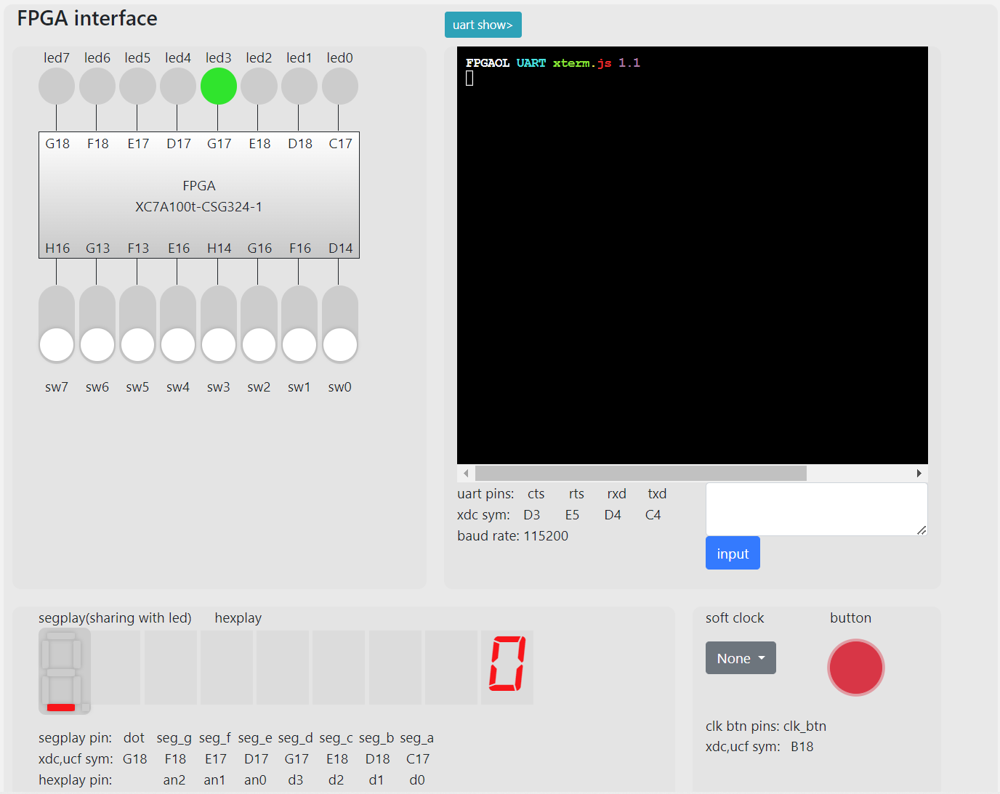 FPGA interface
uart show>
led7 led6 led5 led4 led3 led2 led1 led0
G18 F18 E17 D17 G17 E18 D18 C17
FPGA
XC7A100t-CSG324-1
H16 G13 F13 E16 H14 G16 F16 D14
sw7 sw6 sw5 sw4 sw3 sw2 sw1 sw0
FPGAOL UART xterm.js 1.1
uart pins: cts rts rxd txd
xdc sym: D3 E5 D4 C4
baud rate: 115200
input
segplay(sharing with led) hexplay
0
segplay pin: dot seg_g seg_f seg_e seg_d seg_c seg_b seg_a
xdc,ucf sym: G18 F18 E17 D17 G17 E18 D18 C17
hexplay pin: an2 an1 an0 d3 d2 d1 d0
soft clock button
None
clk btn pins: clk_btn
xdc,ucf sym: B18